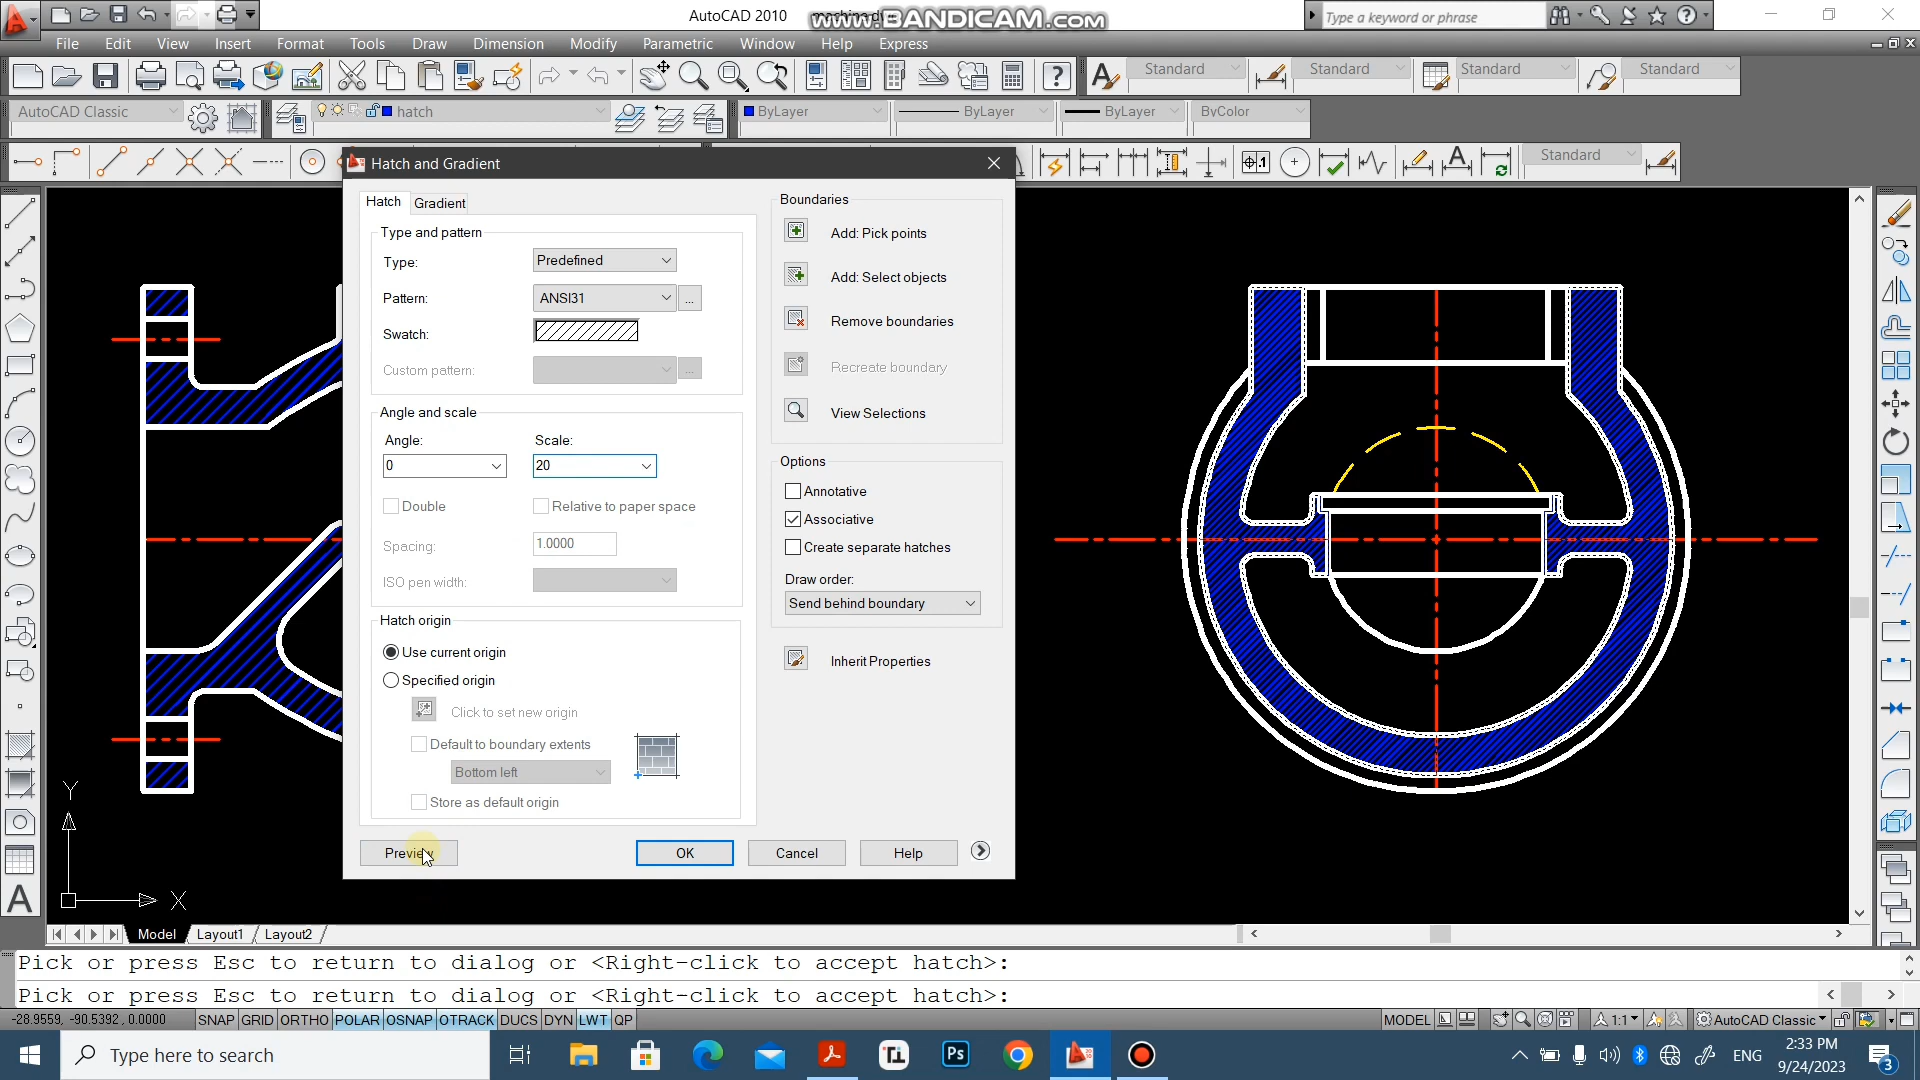 AutoCAD 2010
www.BANDICAM.com
Type a keyword or phrase
File Edit View Insert Format Tools Draw Dimension Modify Parametric Window Help Express
Standard Standard Standard Standard
AutoCAD Classic hatch ByLayer ByLayer ByLayer ByColor
Standard
Hatch and Gradient
Hatch Gradient
Type and pattern
Type: Predefined
Pattern: ANSI31 ...
Swatch:
Custom pattern: ...
Angle and scale
Angle: Scale:
0 20
Double Relative to paper space
Spacing: 1.0000
ISO pen width:
Hatch origin
Use current origin
Specified origin
Click to set new origin
Default to boundary extents
Bottom left
Store as default origin
Boundaries
Add: Pick points
Add: Select objects
Remove boundaries
Recreate boundary
View Selections
Options
Annotative
Associative
Create separate hatches
Draw order:
Send behind boundary
Inherit Properties
Preview OK Cancel Help
Y
X
Model Layout1 Layout2
Pick or press Esc to return to dialog or <Right-click to accept hatch>:
Pick or press Esc to return to dialog or <Right-click to accept hatch>:
-28.9559, -90.5392, 0.0000 SNAP GRID ORTHO POLAR OSNAP OTRACK DUCS DYN LWT QP MODEL 1:1 AutoCAD Classic
Type here to search
Ps
ENG
2:33 PM
9/24/2023
3